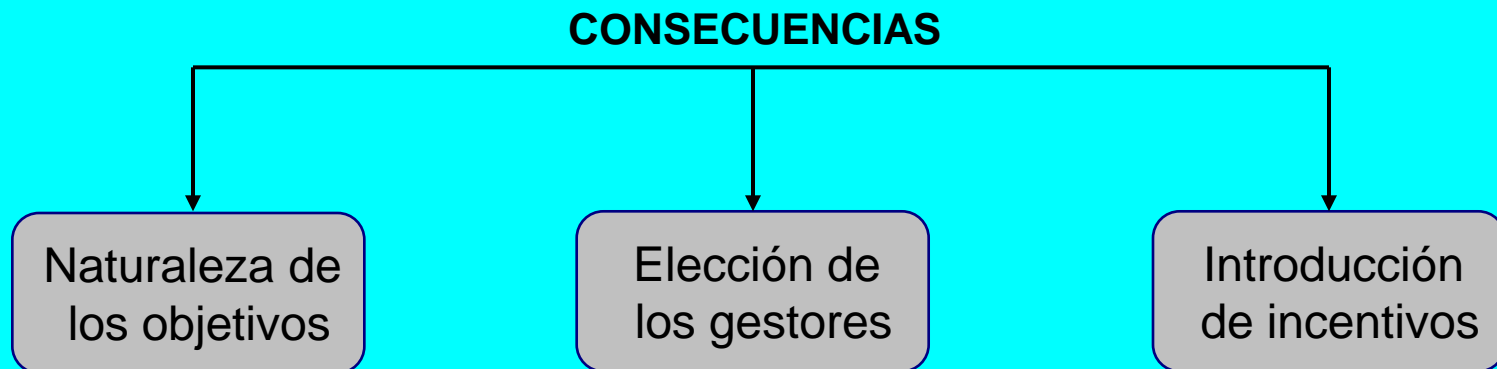 CONSECUENCIAS
Naturaleza de
los objetivos
Elección de
los gestores
Introducción
de incentivos